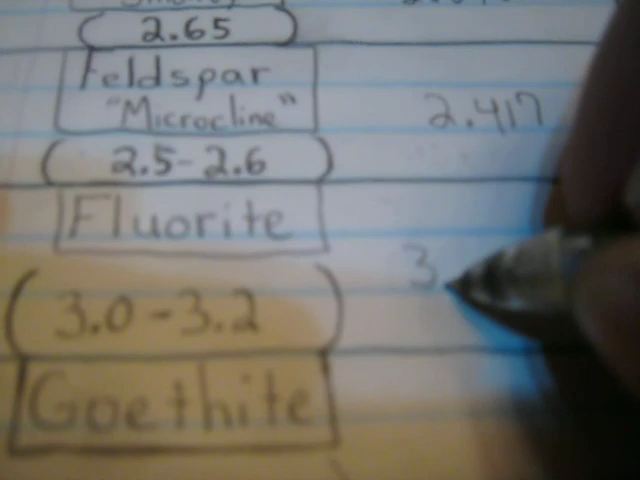 (2.65)
Feldspar
"Microcline"
2.417
(2.5-2.6)
Fluorite
3.
(3.0-3.2)
Goethite